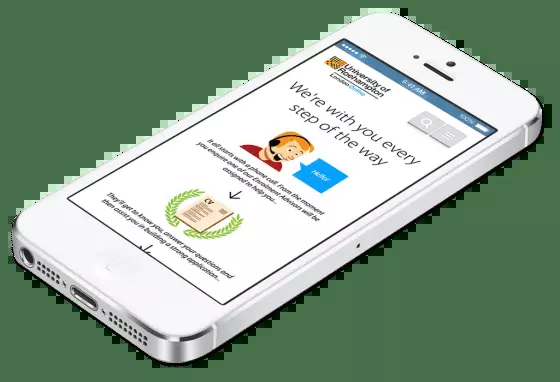 9:41 AM
100%
University of
Roehampton
London Online
We're with you every
step of the way
Hello!
It all starts with a phone call. From the moment
you enquire one of our Enrolment Advisors will be
assigned to help you...
CV
They'll get to know you, answer your questions and
then assist you in building a strong application...